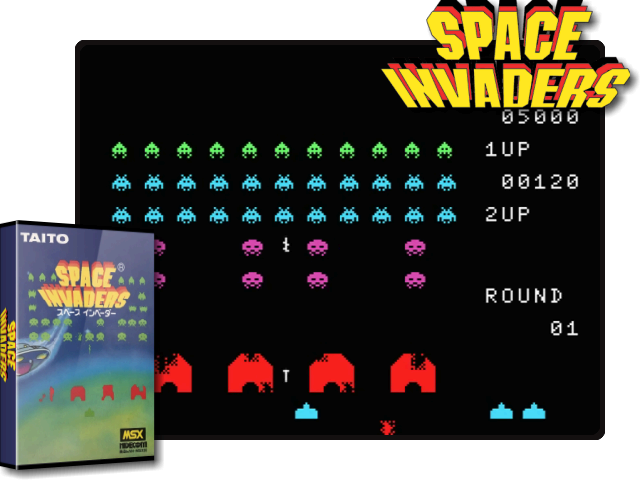 SPACE
INVADERS
05000
1UP
00120
2UP
ROUND
01
TAITO
SPACE
INVADERS®
スペース インベーダー
MSX
SPACE
INVADERS